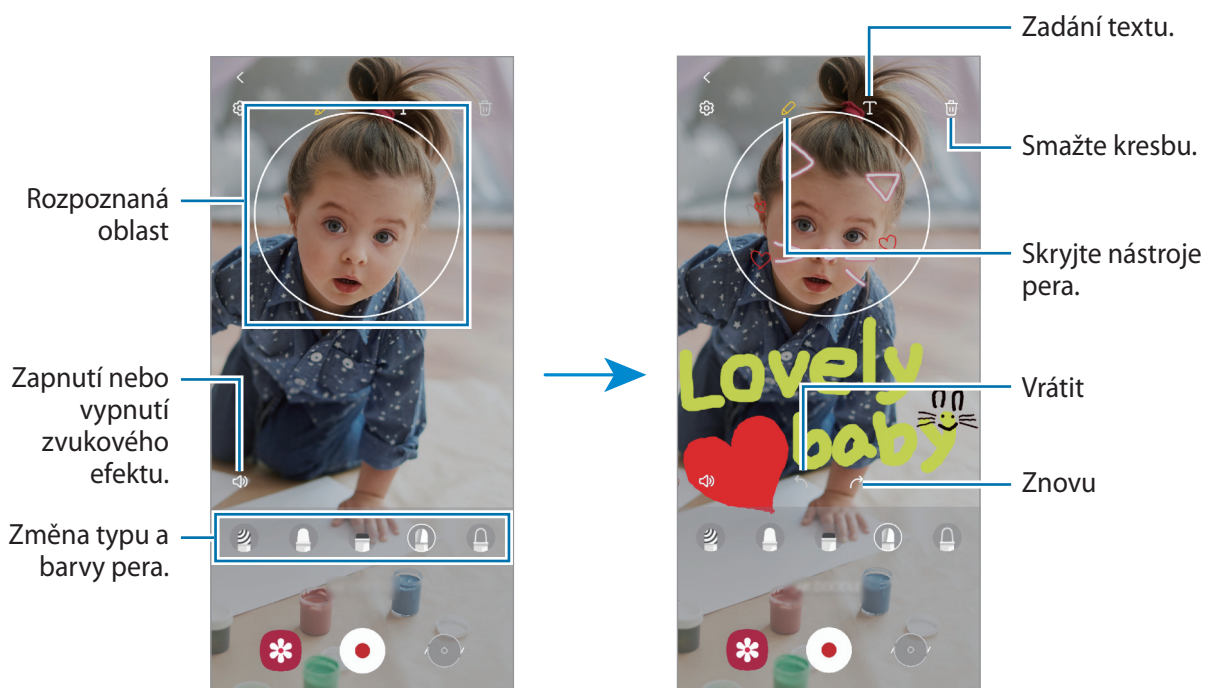 Zadání textu.
Smažte kresbu.
Rozpoznaná
oblast
Skryjte nástroje
pera.
Zapnutí nebo
vypnutí
zvukového
efektu.
Vrátit
Znovu
Změna typu a
barvy pera.
T
T
Lovely
baby